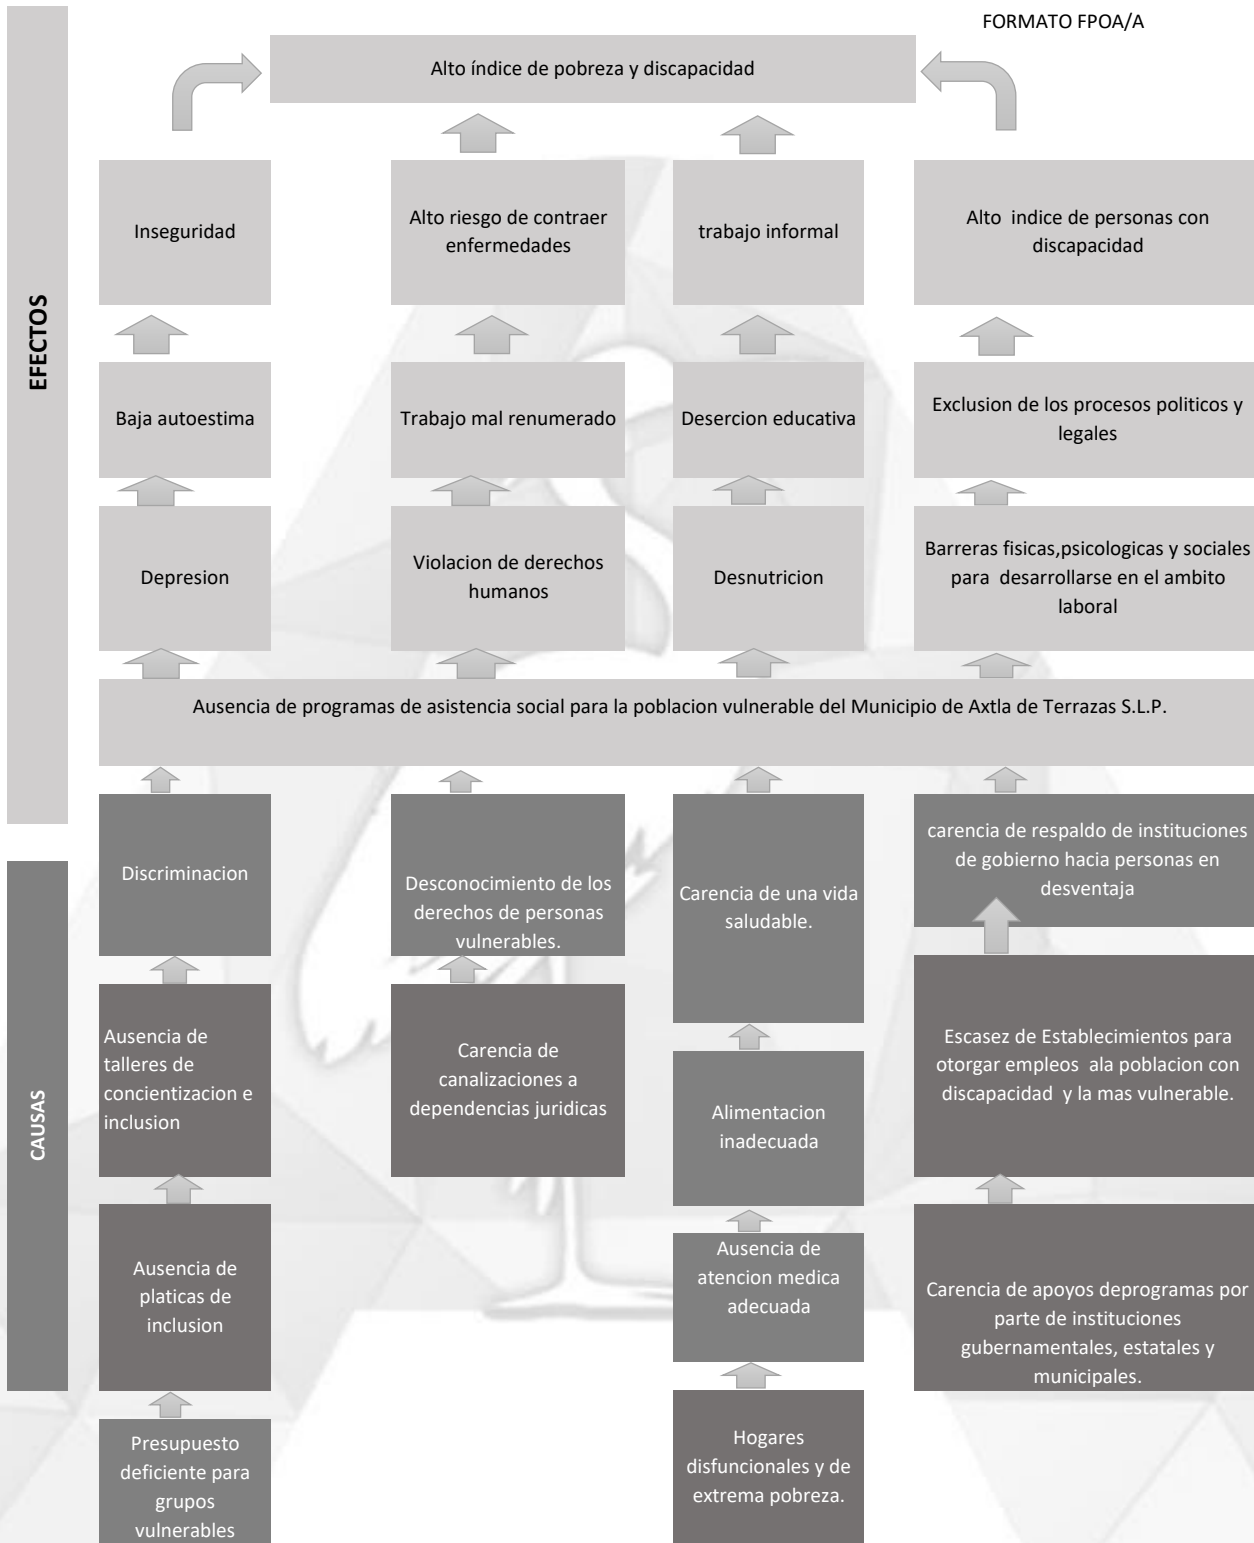 FORMATO FPOA/A
Alto índice de pobreza y discapacidad
EFECTOS
Inseguridad
Alto riesgo de contraer
enfermedades
trabajo informal
Alto indice de personas con
discapacidad
Baja autoestima
Trabajo mal renumerado
Desercion educativa
Exclusion de los procesos politicos y
legales
Depresion
Violacion de derechos
humanos
Desnutricion
Barreras fisicas,psicologicas y sociales
para desarrollarse en el ambito
laboral
Ausencia de programas de asistencia social para la poblacion vulnerable del Municipio de Axtla de Terrazas S.L.P.
CAUSAS
Discriminacion
Desconocimiento de los
derechos de personas
vulnerables.
Carencia de una vida
saludable.
carencia de respaldo de instituciones
de gobierno hacia personas en
desventaja
Ausencia de
talleres de
concientizacion e
inclusion
Carencia de
canalizaciones a
dependencias juridicas
Alimentacion
inadecuada
Escasez de Establecimientos para
otorgar empleos ala poblacion con
discapacidad y la mas vulnerable.
Ausencia de
platicas de
inclusion
Ausencia de
atencion medica
adecuada
Carencia de apoyos deprogramas por
parte de instituciones
gubernamentales, estatales y
municipales.
Presupuesto
deficiente para
grupos
vulnerables
Hogares
disfuncionales y de
extrema pobreza.